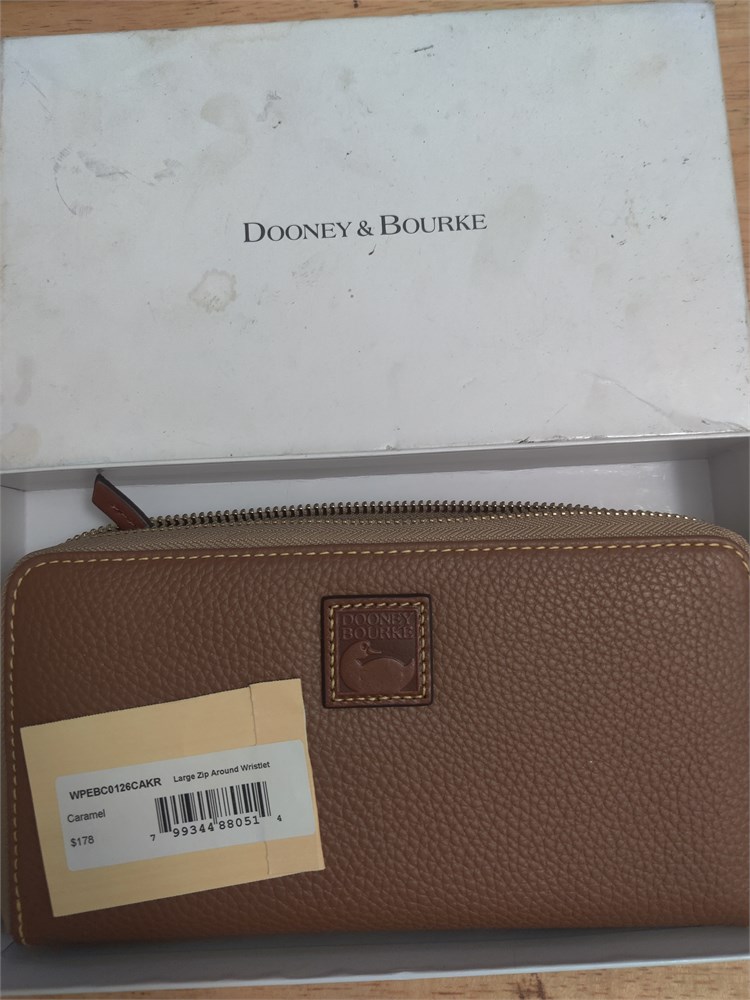 DOONEY & BOURKE
DOONEY
BOURKE
WPEBC0126CAKR Large Zip Around Wristlet
Caramel
$178
7 99344 88051 4